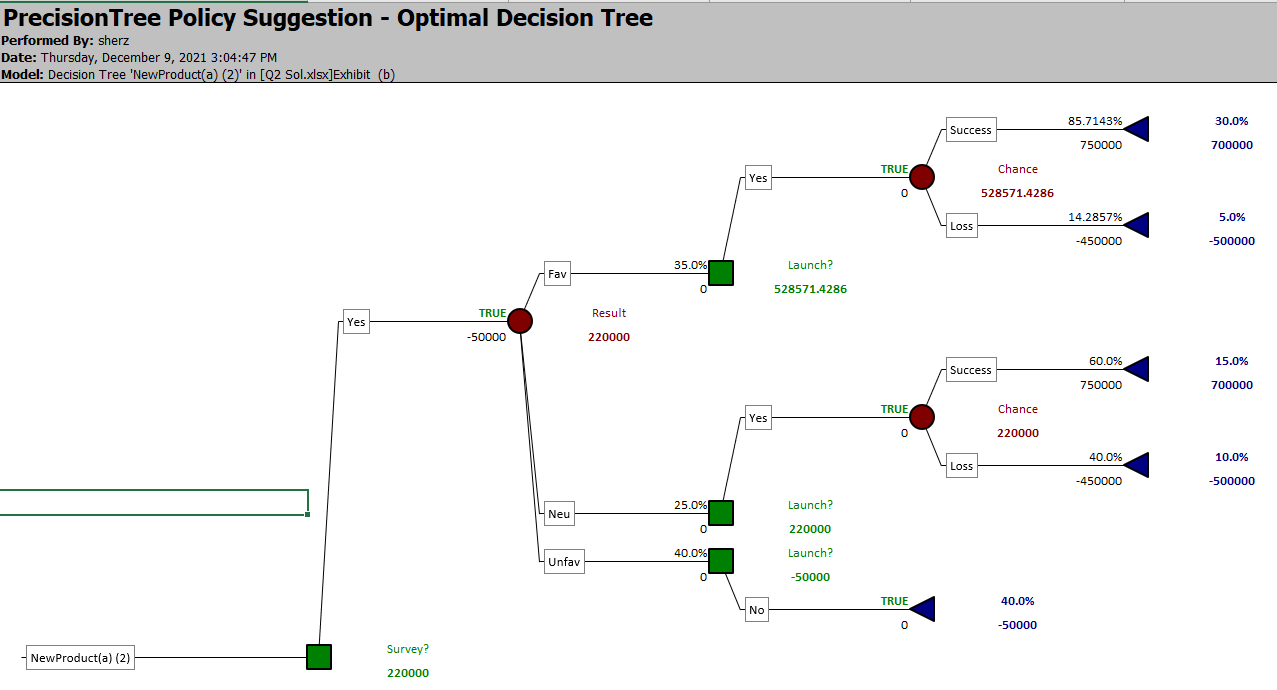 PrecisionTree Policy Suggestion - Optimal Decision Tree
Performed By: sherz
Date: Thursday, December 9, 2021 3:04:47 PM
Model: Decision Tree 'NewProduct(a) (2)' in [Q2 Sol.xlsx]Exhibit (b)
85.7143% 30.0%
Success
750000 700000
TRUE Chance
Yes
0 528571.4286
14.2857% 5.0%
Loss
-450000 -500000
35.0% Launch?
Fav
0 528571.4286
TRUE Result
Yes
-50000 220000
60.0% 15.0%
Success
750000 700000
TRUE Chance
Yes
0 220000
40.0% 10.0%
Loss
-450000 -500000
25.0% Launch?
Neu
0 220000
40.0% Launch?
Unfav
0 -50000
TRUE 40.0%
No
0 -50000
Survey?
NewProduct(a) (2)
220000